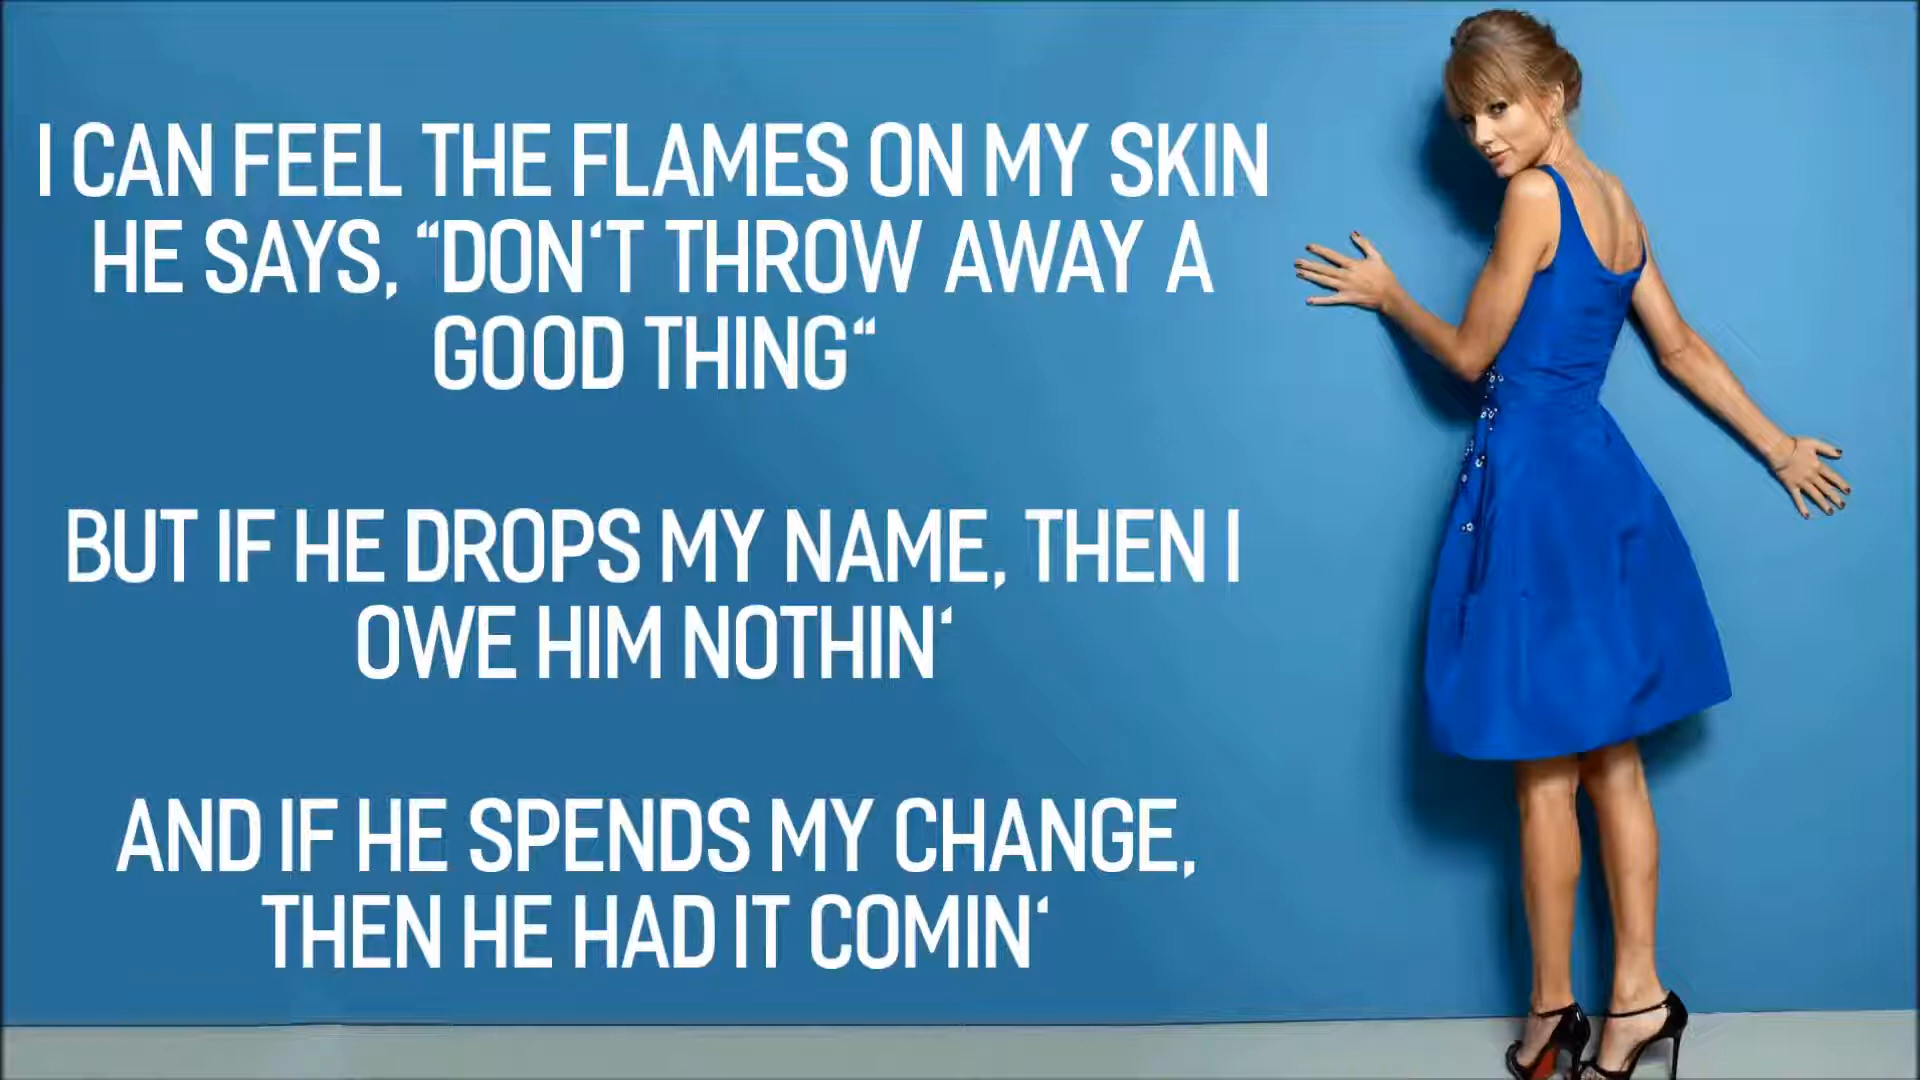 I CAN FEEL THE FLAMES ON MY SKIN
HE SAYS, “DON‘T THROW AWAY A
GOOD THING“
BUT IF HE DROPS MY NAME, THEN I
OWE HIM NOTHIN‘
AND IF HE SPENDS MY CHANGE,
THEN HE HAD IT COMIN‘